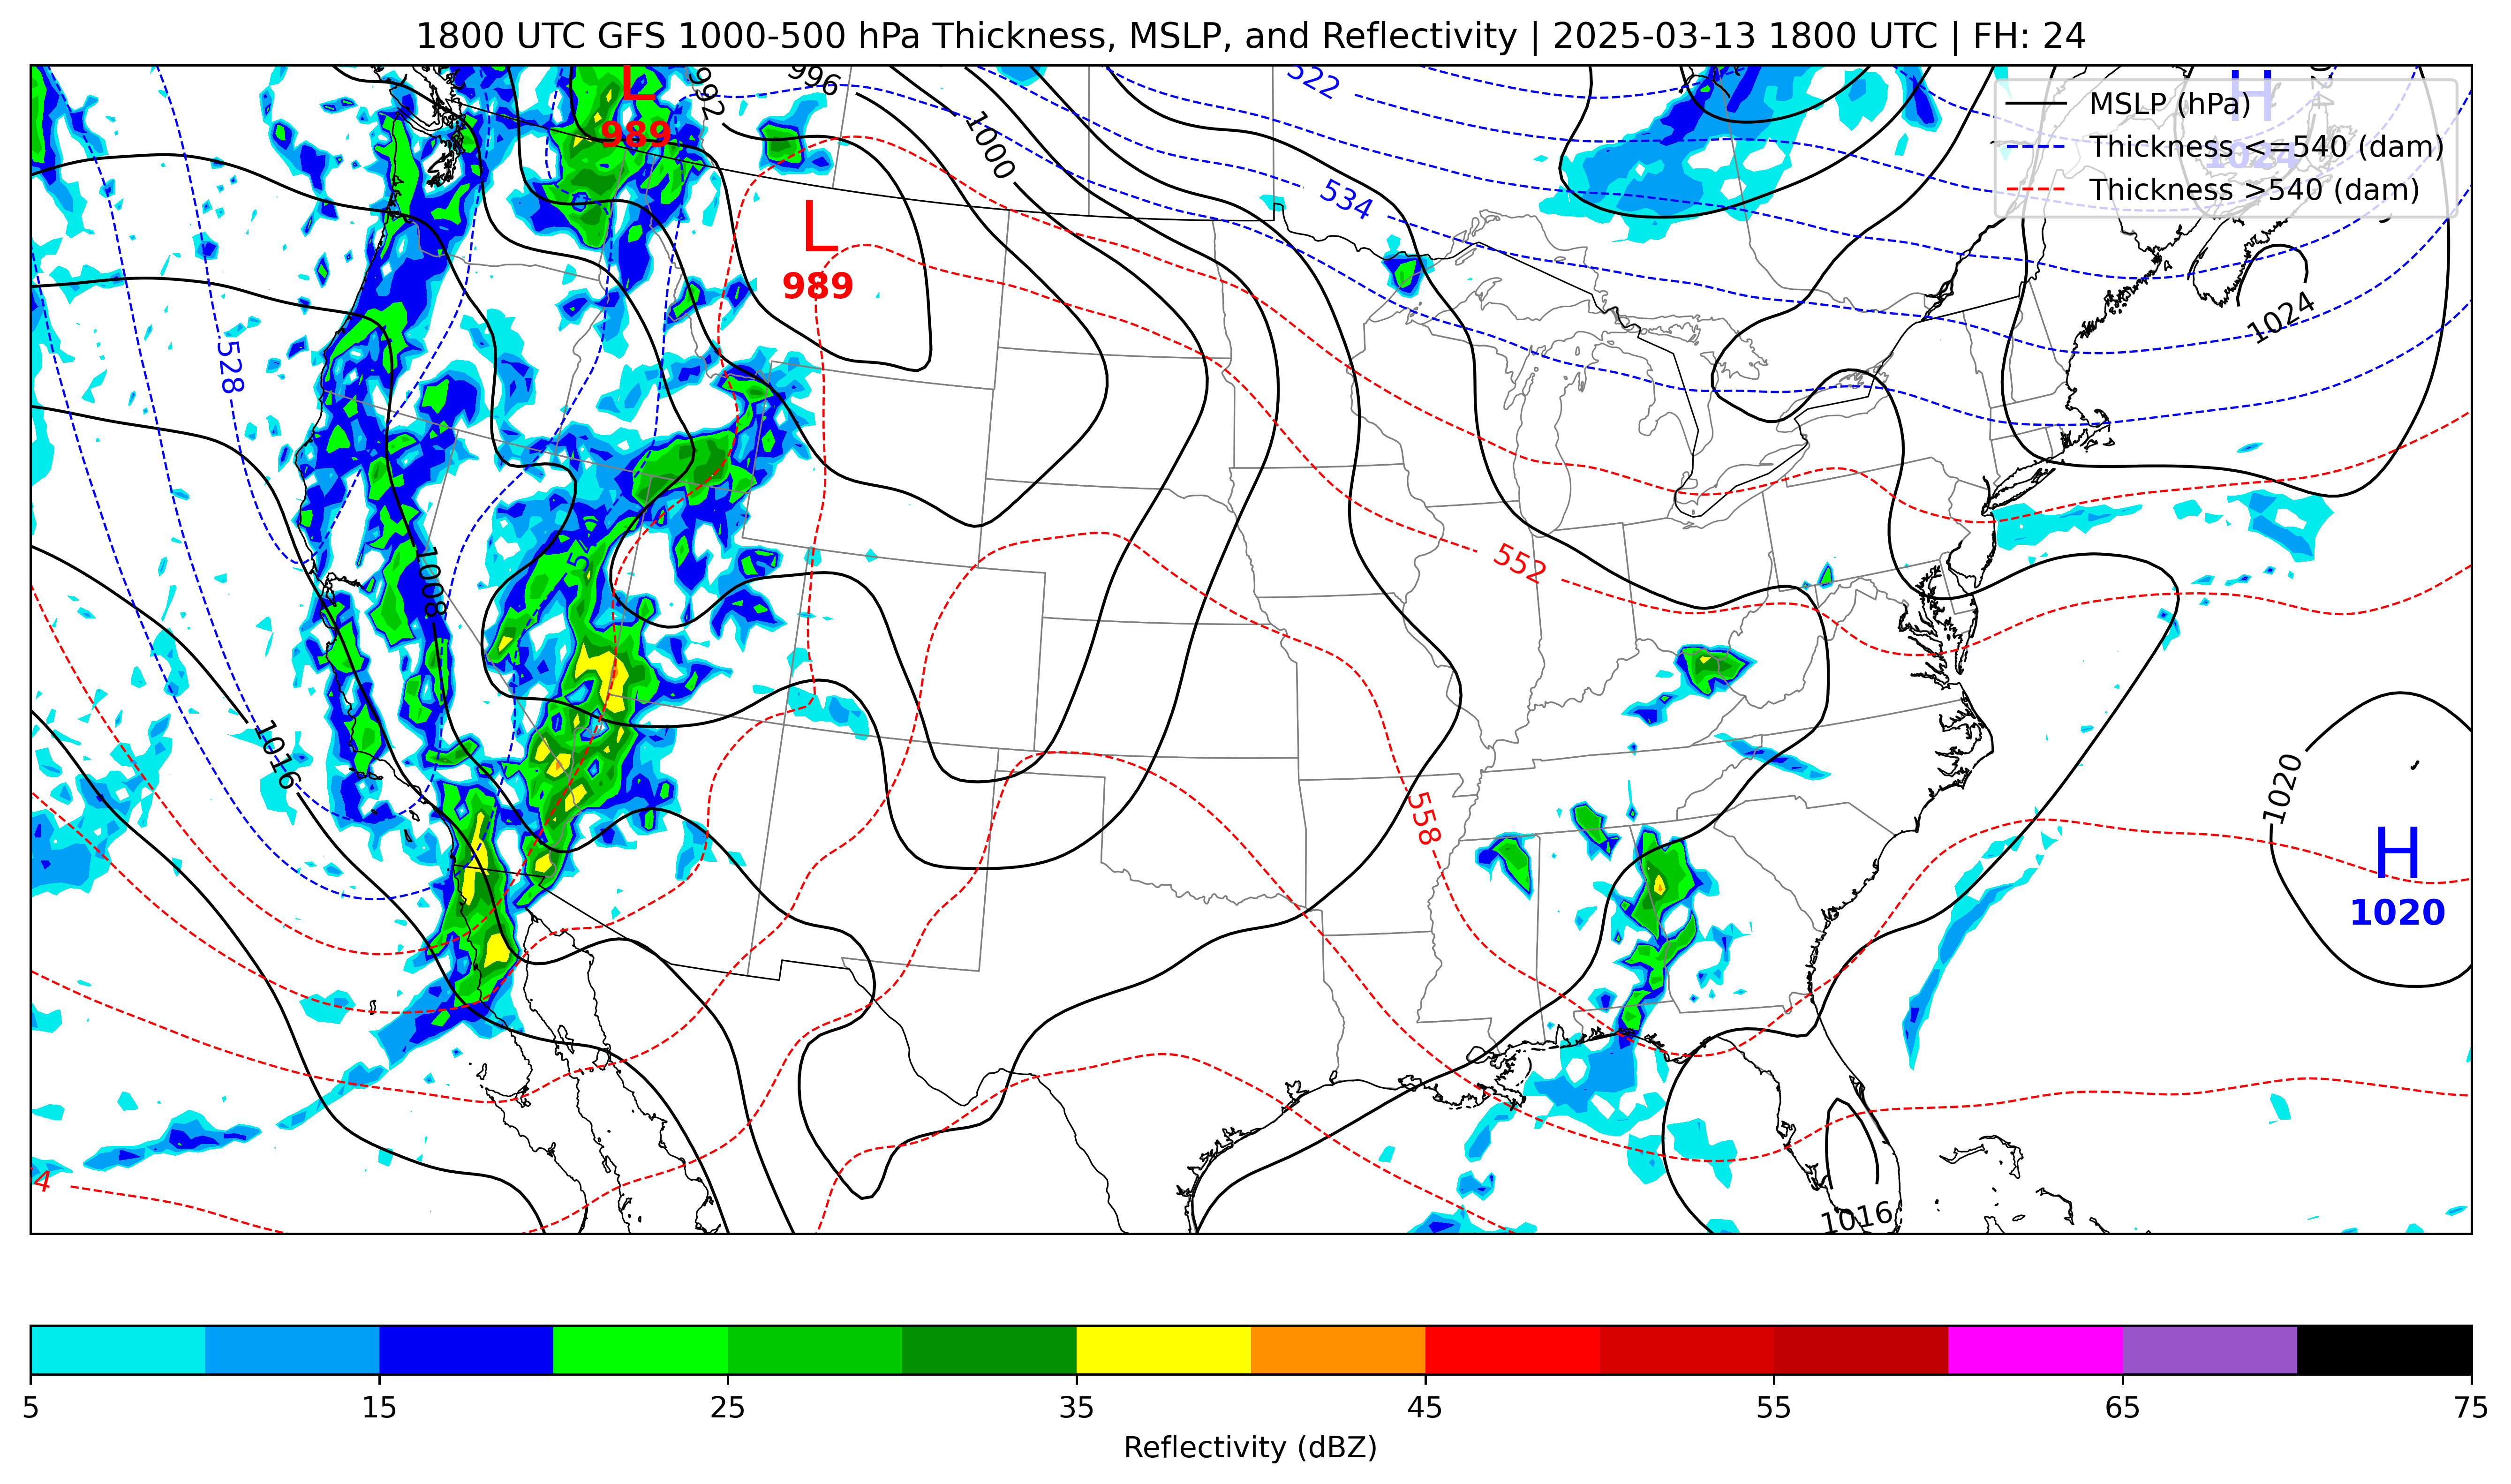 1800 UTC GFS 1000-500 hPa Thickness, MSLP, and Reflectivity | 2025-03-13 1800 UTC | FH: 24
L
989
992
996
522
H
1024
MSLP (hPa)
Thickness <=540 (dam)
Thickness >540 (dam)
1000
534
L
989
1024
528
552
1008
1016
558
1020
H
1020
4
1016
5 15 25 35 45 55 65 75
Reflectivity (dBZ)